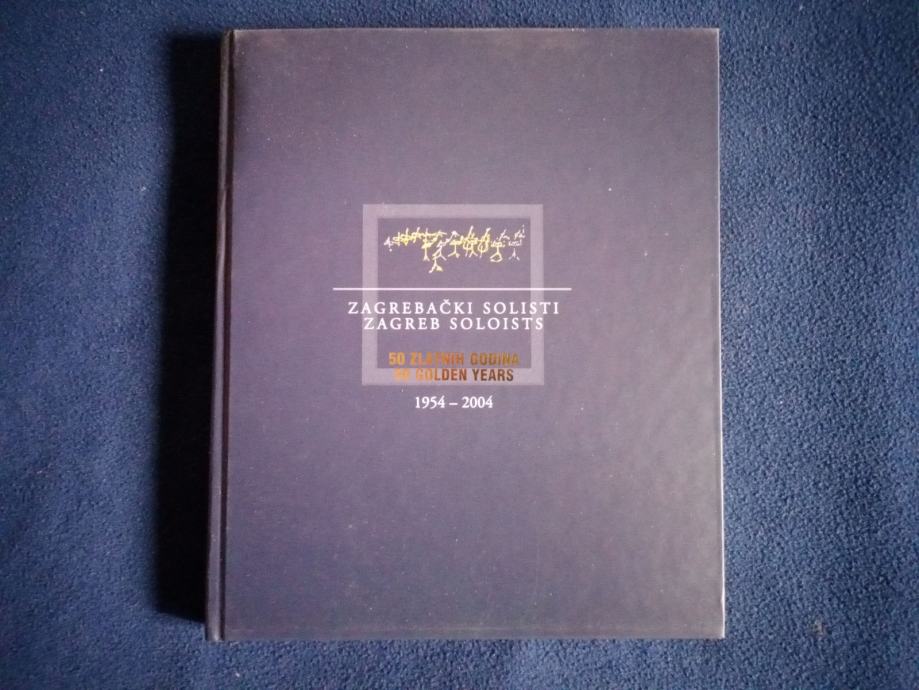 ZAGREBAČKI SOLISTI
ZAGREB SOLOISTS
50 ZLATNIH GODINA
50 GOLDEN YEARS
1954 – 2004